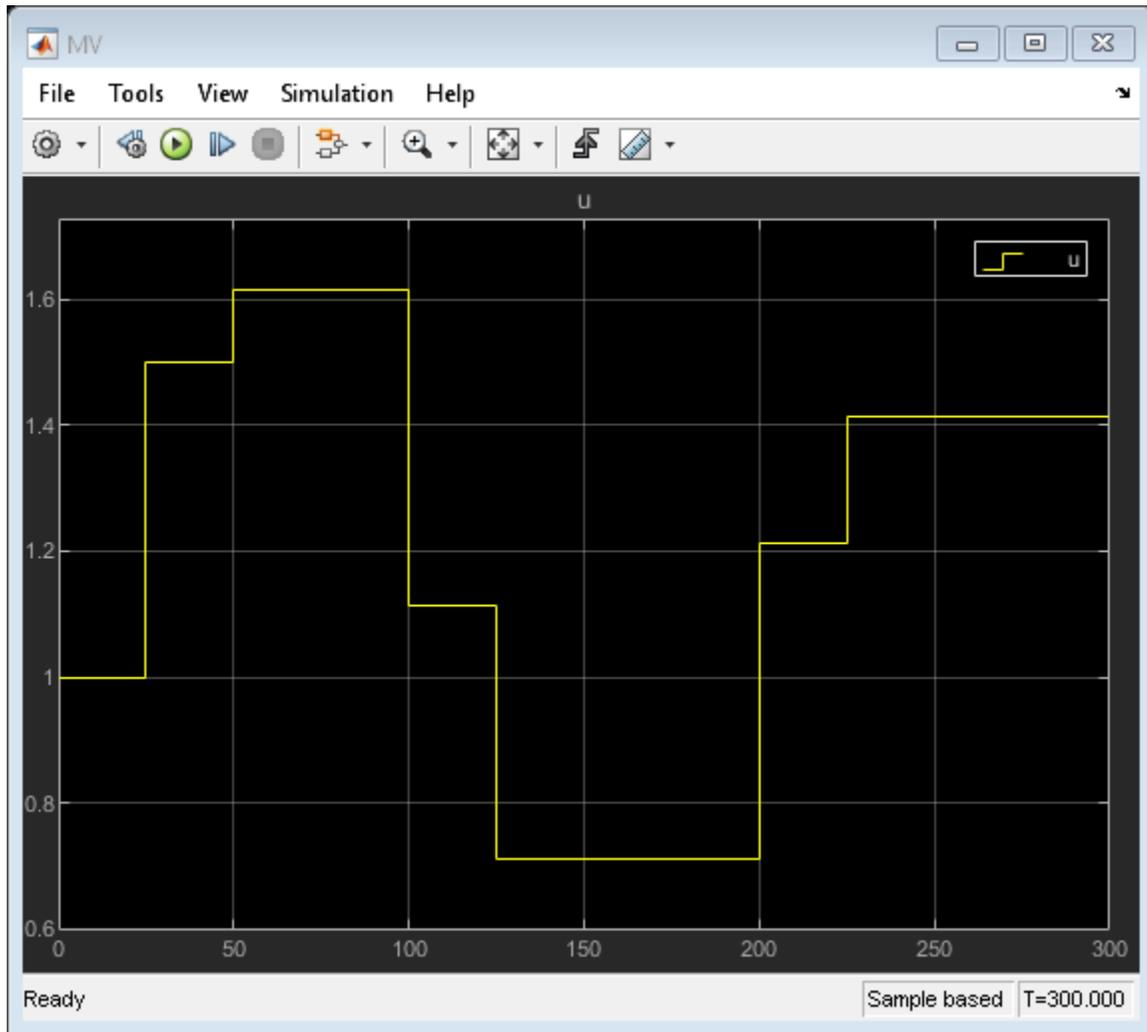 MV
File Tools View Simulation Help
u
u
1.6
1.4
1.2
1
0.8
0.6
0 50 100 150 200 250 300
Ready Sample based T=300.000